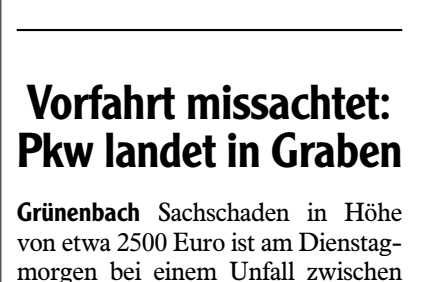 Vorfahrt missachtet:
Pkw landet in Graben
Grünenbach Sachschaden in Höhe
von etwa 2500 Euro ist am Dienstag-
morgen bei einem Unfall zwischen